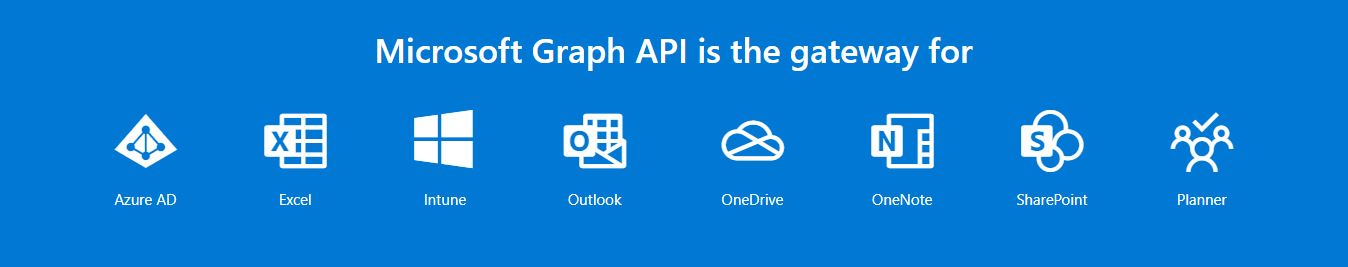 Microsoft Graph API is the gateway for
X
O
N
S
Azure AD
Excel
Intune
Outlook
OneDrive
OneNote
SharePoint
Planner